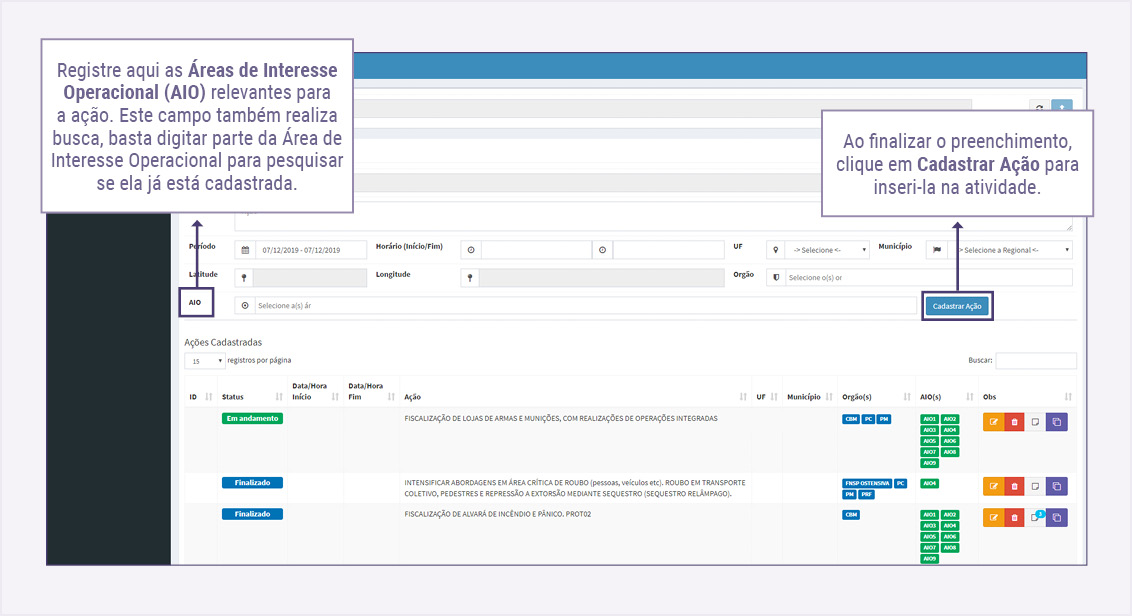 Registre aqui as Áreas de Interesse
Operacional (AIO) relevantes para
a ação. Este campo também realiza
busca, basta digitar parte da Área de
Interesse Operacional para pesquisar
se ela já está cadastrada.
Ao finalizar o preenchimento,
clique em Cadastrar Ação para
inseri-la na atividade.
Período
07/12/2019 - 07/12/2019
Horário (Início/Fim)
UF
-> Selecione <-
Município
-> Selecione a Regional <-
Latitude
Longitude
Orgão
Selecione o(s) or
AIO
Selecione a(s) ár
Cadastrar Ação
Ações Cadastradas
15 registros por página
Buscar:
ID Status Data/Hora Início Data/Hora Fim Ação UF Município Orgão(s) AIO(s) Obs
Em andamento FISCALIZAÇÃO DE LOJAS DE ARMAS E MUNIÇÕES, COM REALIZAÇÕES DE OPERAÇÕES INTEGRADAS CBM PC PM AIO1 AIO2
AIO3 AIO4
AIO5 AIO6
AIO7 AIO8
AIO9
Finalizado INTENSIFICAR ABORDAGENS EM ÁREA CRÍTICA DE ROUBO (pessoas, veículos etc). ROUBO EM TRANSPORTE FNSP OSTENSIVA PC AIO4
COLETIVO, PEDESTRES E REPRESSÃO A EXTORSÃO MEDIANTE SEQUESTRO (SEQUESTRO RELÂMPAGO). PM PRF
Finalizado FISCALIZAÇÃO DE ALVARÁ DE INCÊNDIO E PÂNICO. PROT02 CBM AIO1 AIO2
3
AIO3 AIO4
AIO5 AIO6
AIO7 AIO8
AIO9